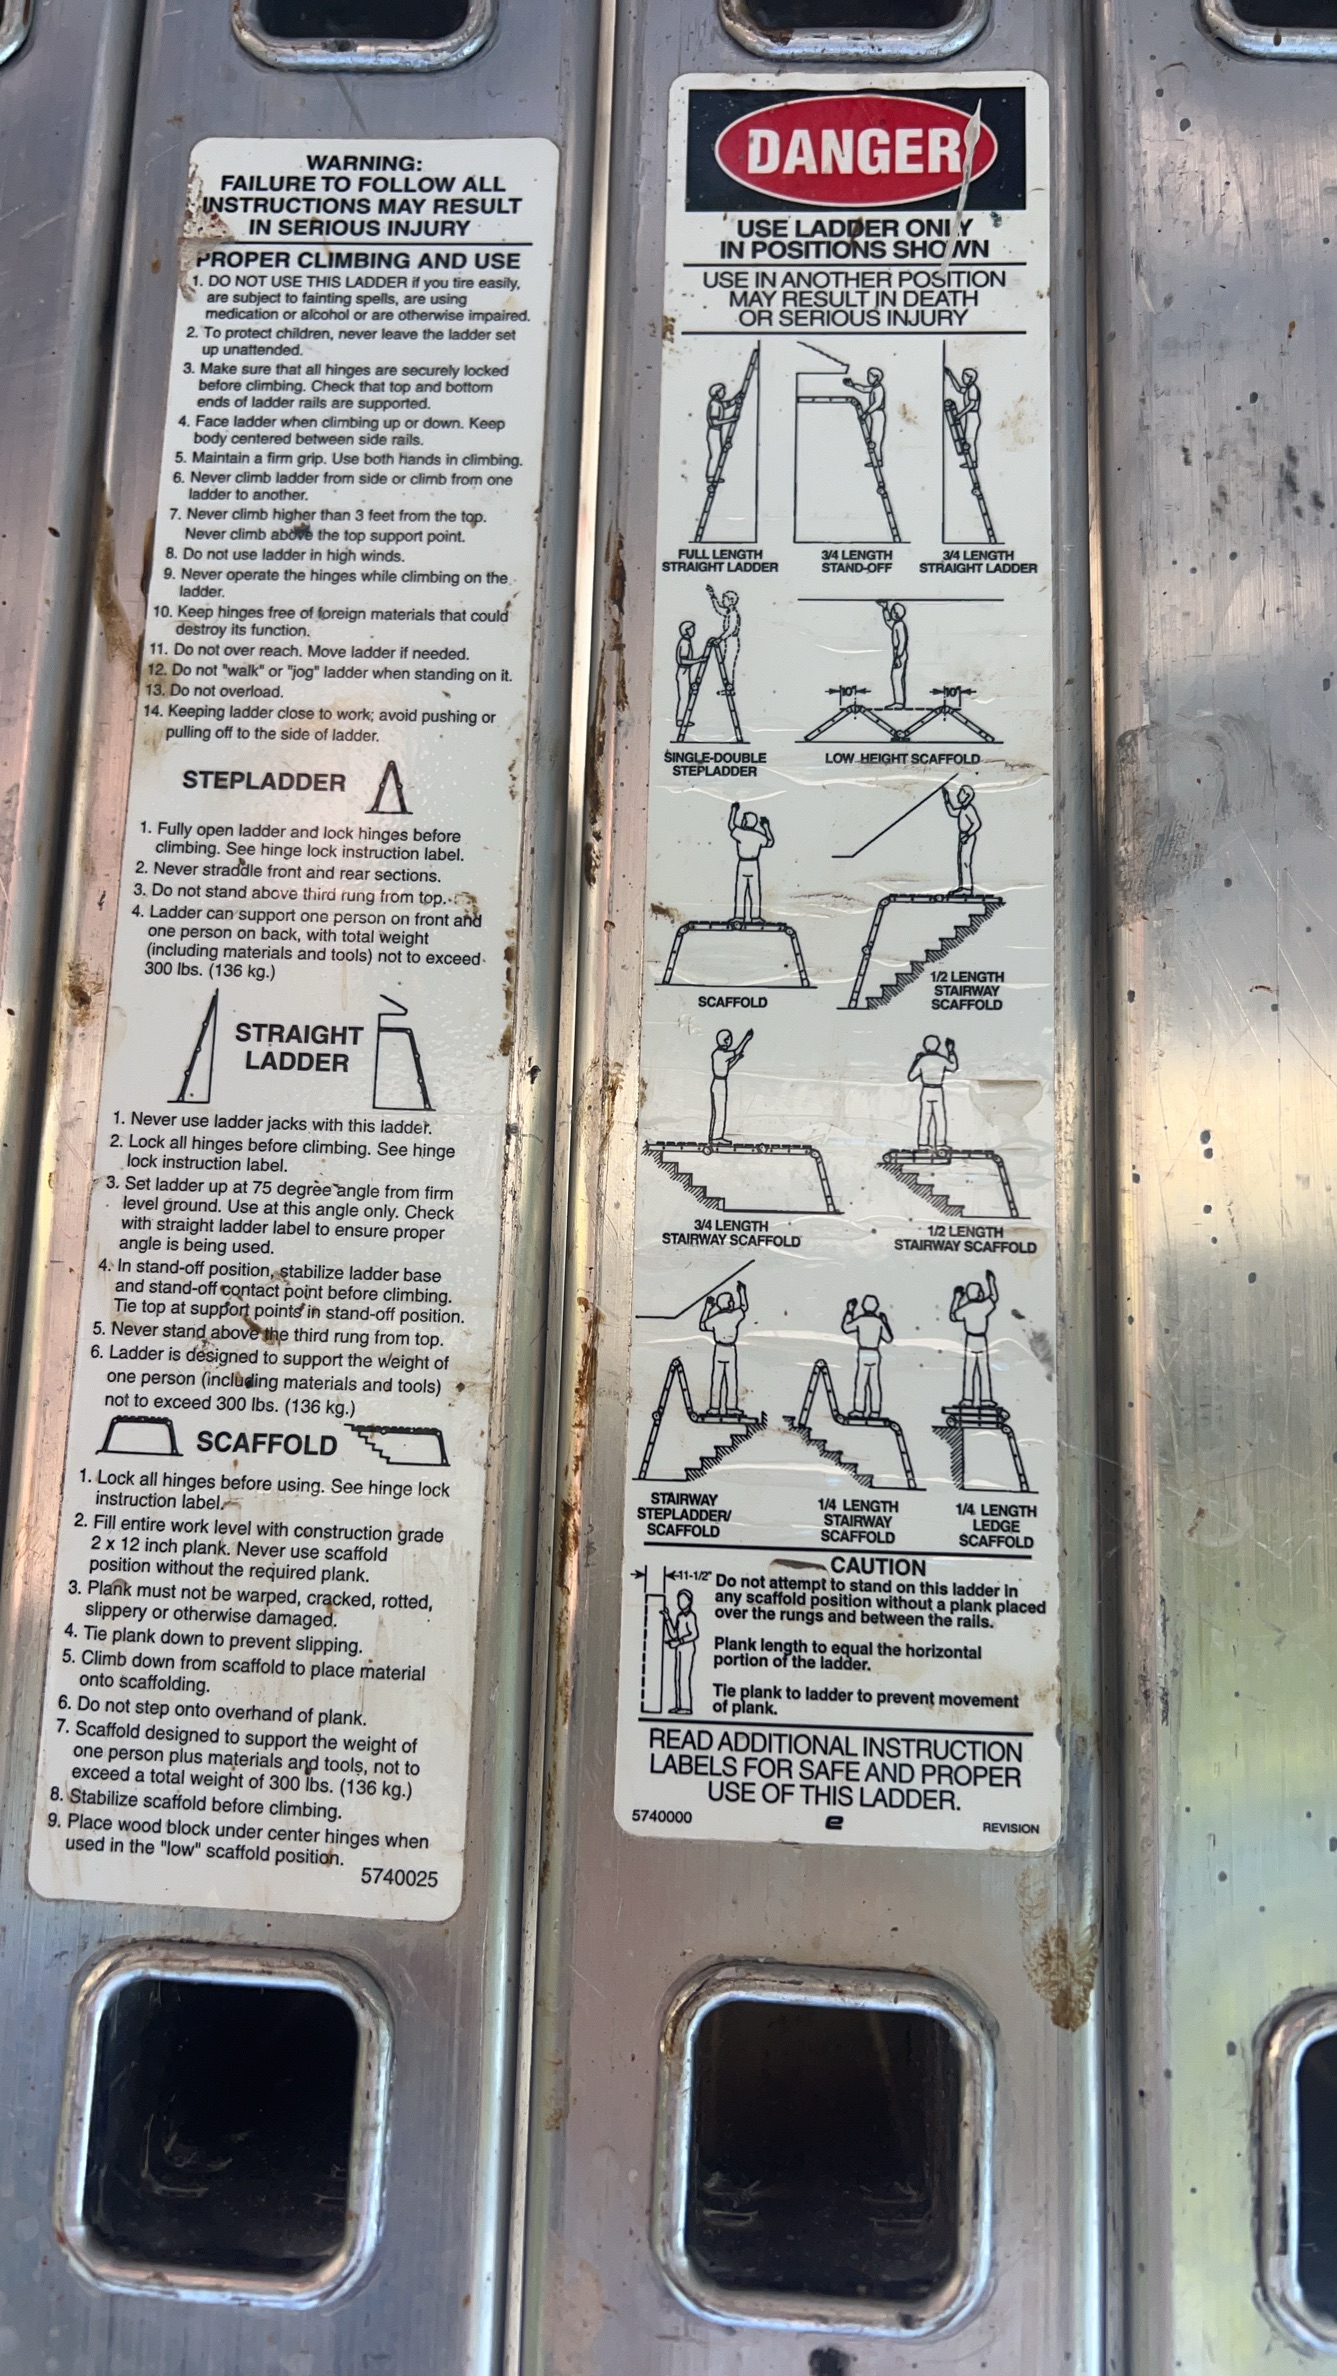 WARNING:
FAILURE TO FOLLOW ALL
INSTRUCTIONS MAY RESULT
IN SERIOUS INJURY
PROPER CLIMBING AND USE
1. DO NOT USE THIS LADDER if you tire easily,
are subject to fainting spells, are using
medication or alcohol or are otherwise impaired.
2. To protect children, never leave the ladder set
up unattended.
3. Make sure that all hinges are securely locked
before climbing. Check that top and bottom
ends of ladder rails are supported.
4. Face ladder when climbing up or down. Keep
body centered between side rails.
5. Maintain a firm grip. Use both hands in climbing.
6. Never climb ladder from side or climb from one
ladder to another.
7. Never climb higher than 3 feet from the top.
Never climb above the top support point.
8. Do not use ladder in high winds.
9. Never operate the hinges while climbing on the
ladder.
10. Keep hinges free of foreign materials that could
destroy its function.
11. Do not over reach. Move ladder if needed.
12. Do not "walk" or "jog" ladder when standing on it.
13. Do not overload.
14. Keeping ladder close to work; avoid pushing or
pulling off to the side of ladder.
STEPLADDER
1. Fully open ladder and lock hinges before
climbing. See hinge lock instruction label.
2. Never straddle front and rear sections.
3. Do not stand above third rung from top.
4. Ladder can support one person on front and
one person on back, with total weight
(including materials and tools) not to exceed
300 lbs. (136 kg.)
STRAIGHT
LADDER
1. Never use ladder jacks with this ladder.
2. Lock all hinges before climbing. See hinge
lock instruction label.
3. Set ladder up at 75 degree angle from firm
level ground. Use at this angle only. Check
with straight ladder label to ensure proper
angle is being used.
4. In stand-off position, stabilize ladder base
and stand-off contact point before climbing.
Tie top at support points in stand-off position.
5. Never stand above the third rung from top.
6. Ladder is designed to support the weight of
one person (including materials and tools)
not to exceed 300 lbs. (136 kg.)
SCAFFOLD
1. Lock all hinges before using. See hinge lock
instruction label.
2. Fill entire work level with construction grade
2 x 12 inch plank. Never use scaffold
position without the required plank.
3. Plank must not be warped, cracked, rotted,
slippery or otherwise damaged.
4. Tie plank down to prevent slipping.
5. Climb down from scaffold to place material
onto scaffolding.
6. Do not step onto overhand of plank.
7. Scaffold designed to support the weight of
one person plus materials and tools, not to
exceed a total weight of 300 lbs. (136 kg.)
8. Stabilize scaffold before climbing.
9. Place wood block under center hinges when
used in the "low" scaffold position.
5740025
DANGER
USE LADDER ONLY
IN POSITIONS SHOWN
USE IN ANOTHER POSITION
MAY RESULT IN DEATH
OR SERIOUS INJURY
FULL LENGTH
STRAIGHT LADDER
3/4 LENGTH
STAND-OFF
3/4 LENGTH
STRAIGHT LADDER
10" 10"
SINGLE-DOUBLE
STEPLADDER
LOW HEIGHT SCAFFOLD
SCAFFOLD
1/2 LENGTH
STAIRWAY
SCAFFOLD
3/4 LENGTH
STAIRWAY SCAFFOLD
1/2 LENGTH
STAIRWAY SCAFFOLD
STAIRWAY
STEPLADDER/
SCAFFOLD
1/4 LENGTH
STAIRWAY
SCAFFOLD
1/4 LENGTH
LEDGE
SCAFFOLD
CAUTION
11-1/2"
Do not attempt to stand on this ladder in
any scaffold position without a plank placed
over the rungs and between the rails.
Plank length to equal the horizontal
portion of the ladder.
Tie plank to ladder to prevent movement
of plank.
READ ADDITIONAL INSTRUCTION
LABELS FOR SAFE AND PROPER
USE OF THIS LADDER.
5740000
e
REVISION